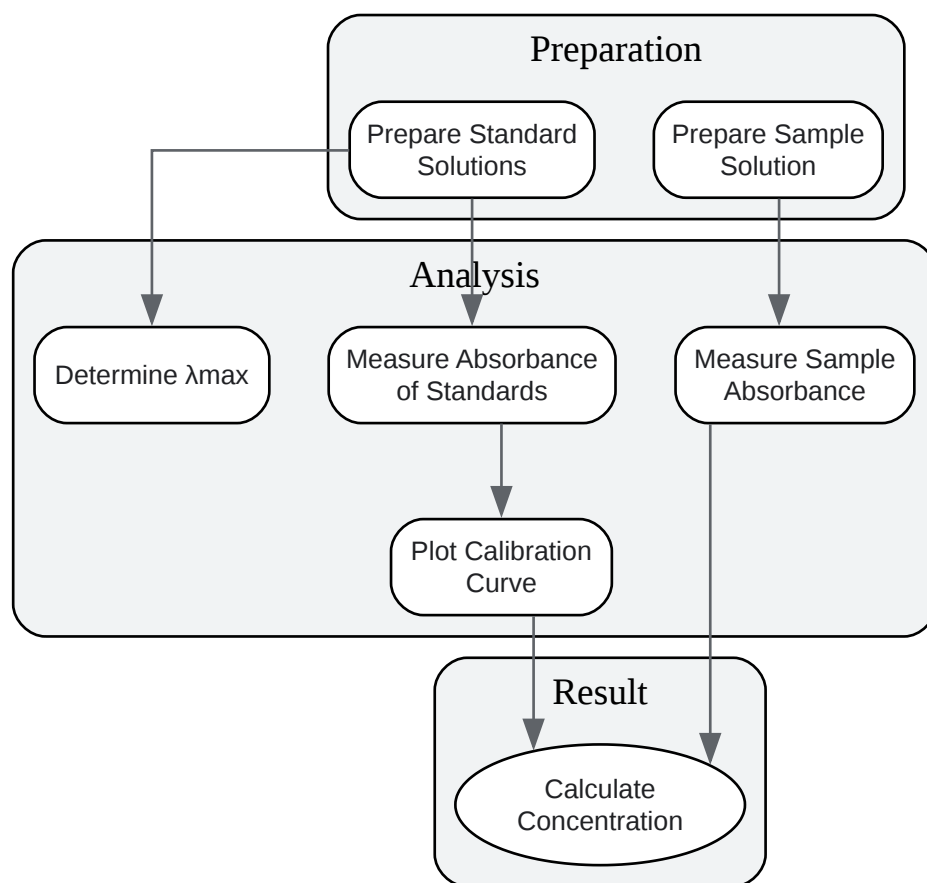 Preparation
Prepare Standard
Solutions
Prepare Sample
Solution
Analysis
Determine λmax
Measure Absorbance
of Standards
Measure Sample
Absorbance
Plot Calibration
Curve
Result
Calculate
Concentration